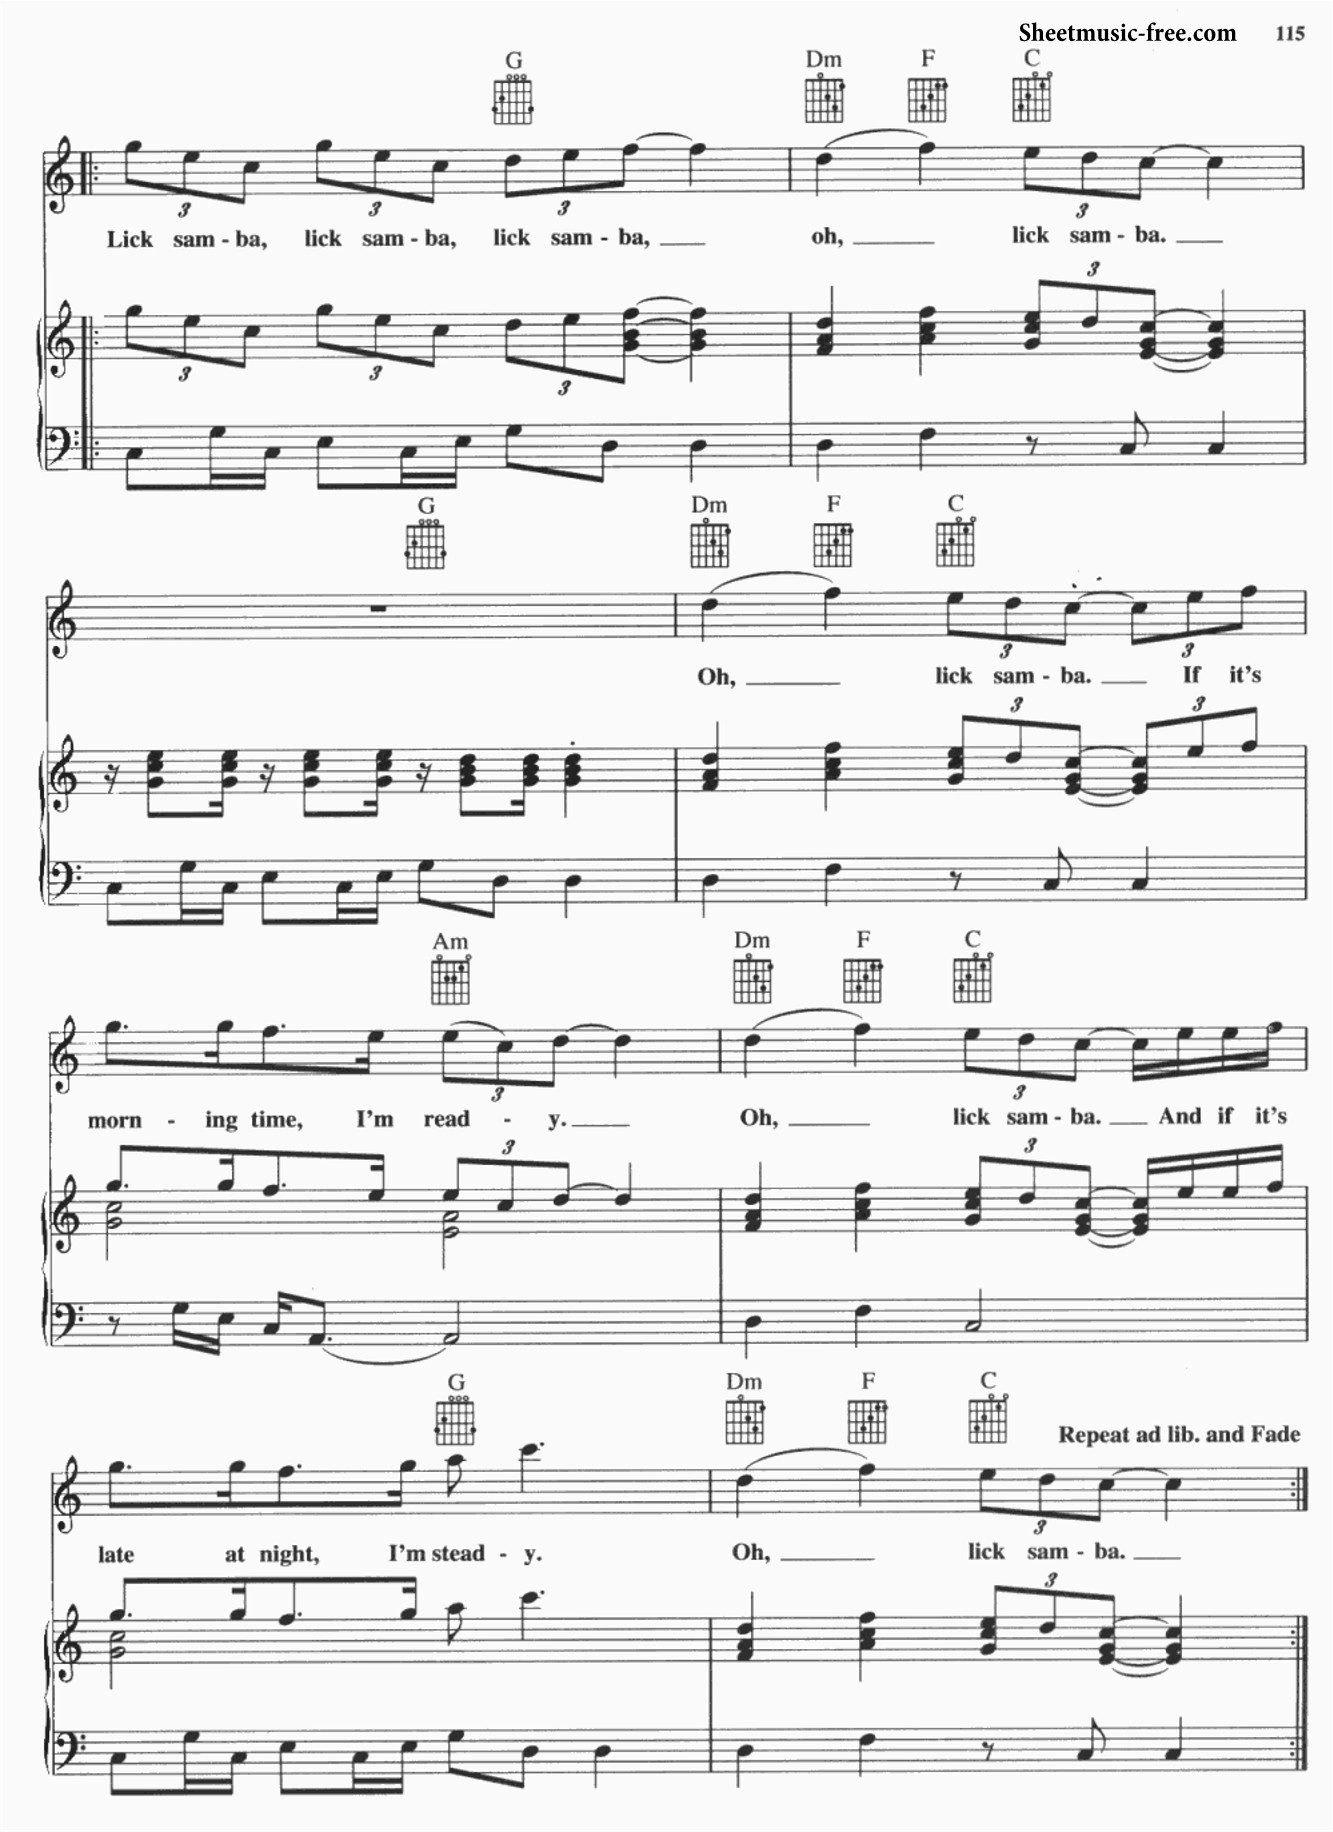 Sheetmusic-free.com 115
G Dm F C
Lick sam - ba, lick sam - ba, lick sam - ba, oh, lick sam - ba.
3 3 3 3
3
3 3 3
G Dm F C
3 3
Oh, lick sam - ba. If it's
3 3
Am Dm F C
3 3
morn - ing time, I'm read - y. Oh, lick sam - ba. And if it's
3 3
G Dm F C
Repeat ad lib. and Fade
3
late at night, I'm stead - y. Oh, lick sam - ba.
3